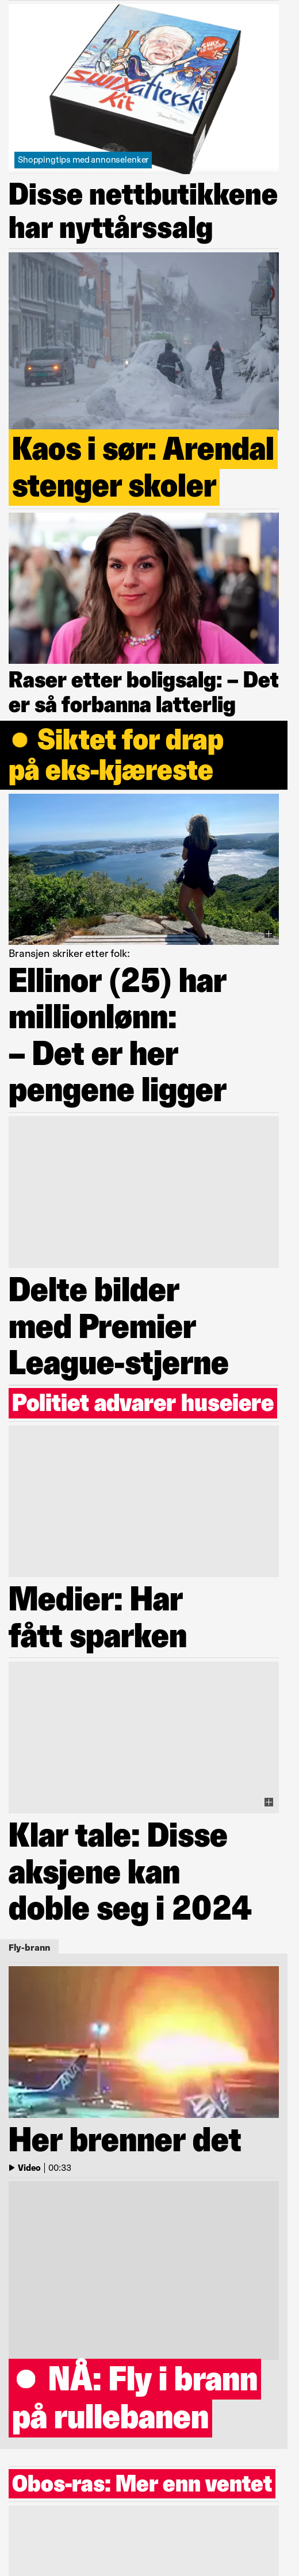 SWIX
Shoppingtips med annonselenker
Disse nettbutikkene
har nyttårssalg
Kaos i sør: Arendal
stenger skoler
Raser etter boligsalg: – Det
er så forbanna latterlig
Siktet for drap
på eks-kjæreste
Bransjen skriker etter folk:
Ellinor (25) har
millionlønn:
– Det er her
pengene ligger
Delte bilder
med Premier
League-stjerne
Politiet advarer huseiere
Medier: Har
fått sparken
Klar tale: Disse
aksjene kan
doble seg i 2024
Fly-brann
ANA
Her brenner det
Video | 00:33
NÅ: Fly i brann
på rullebanen
Obos-ras: Mer enn ventet